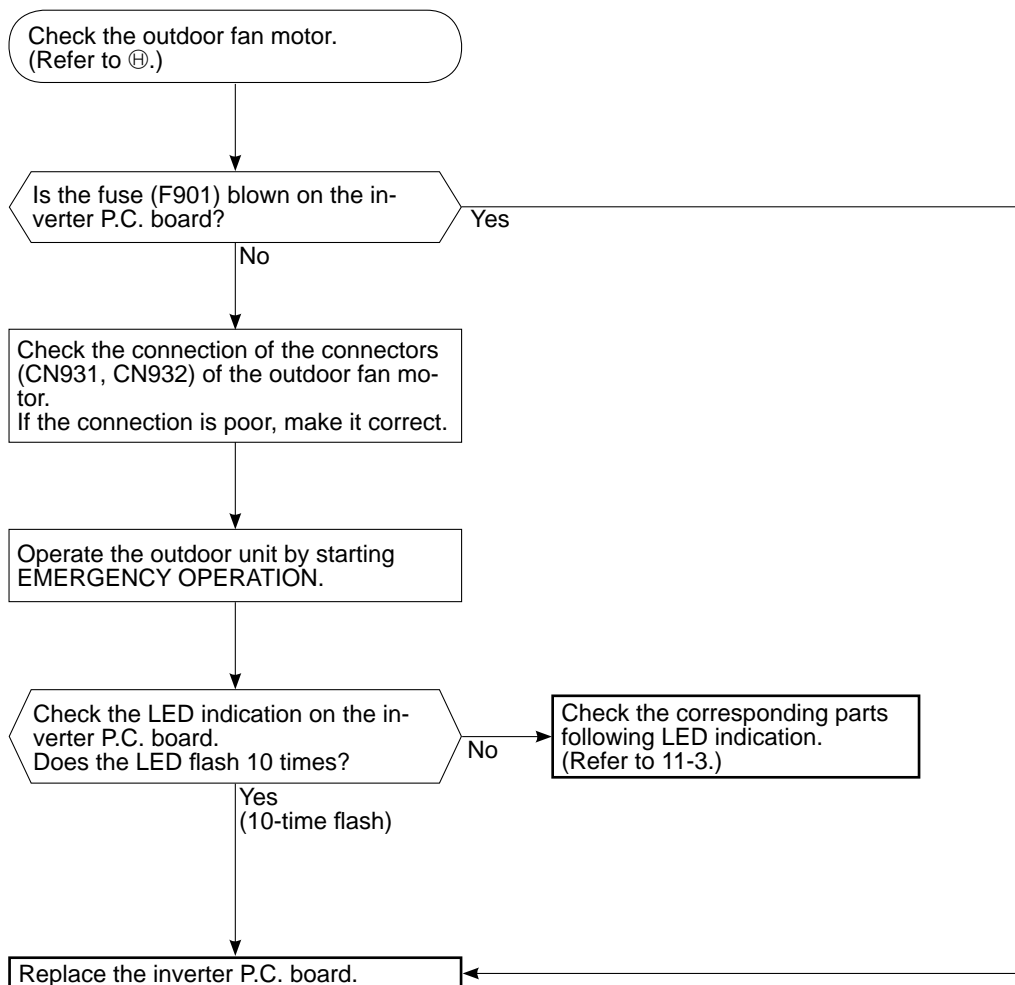 Check the outdoor fan motor.
(Refer to Ⓗ.)
Is the fuse (F901) blown on the in-
verter P.C. board?
Yes
No
Check the connection of the connectors
(CN931, CN932) of the outdoor fan mo-
tor.
If the connection is poor, make it correct.
Operate the outdoor unit by starting
EMERGENCY OPERATION.
Check the LED indication on the in-
verter P.C. board.
Does the LED flash 10 times?
No
Check the corresponding parts
following LED indication.
(Refer to 11-3.)
Yes
(10-time flash)
Replace the inverter P.C. board.